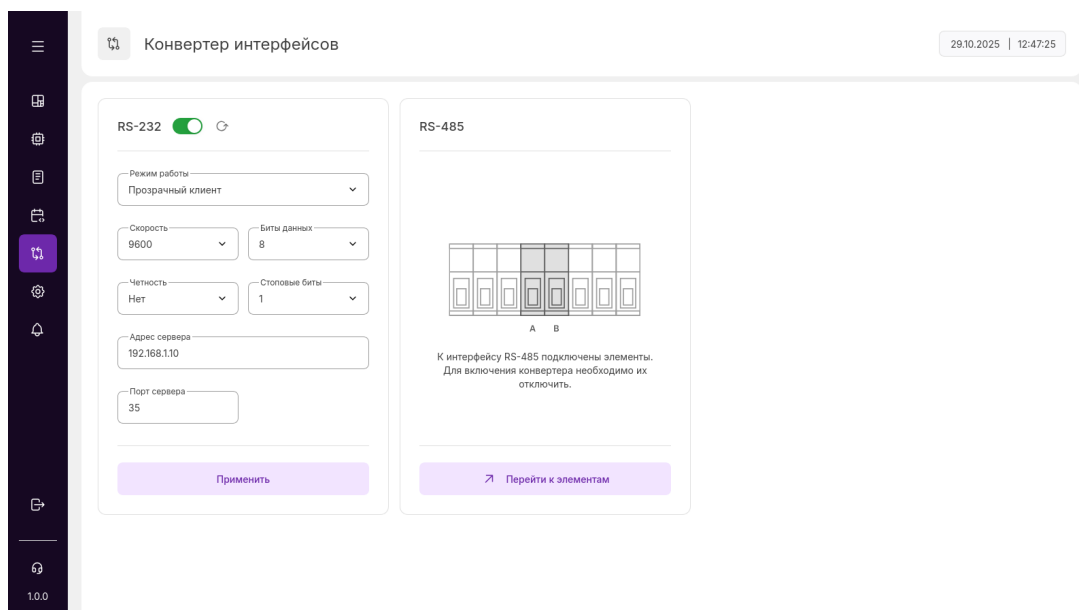 Конвертер интерфейсов
29.10.2025 | 12:47:25
RS-232
Режим работы
Прозрачный клиент
Скорость
9600
Биты данных
8
Четность
Нет
Стоповые биты
1
Адрес сервера
192.168.1.10
Порт сервера
35
Применить
RS-485
A B
К интерфейсу RS-485 подключены элементы.
Для включения конвертера необходимо их
отключить.
Перейти к элементам
1.0.0